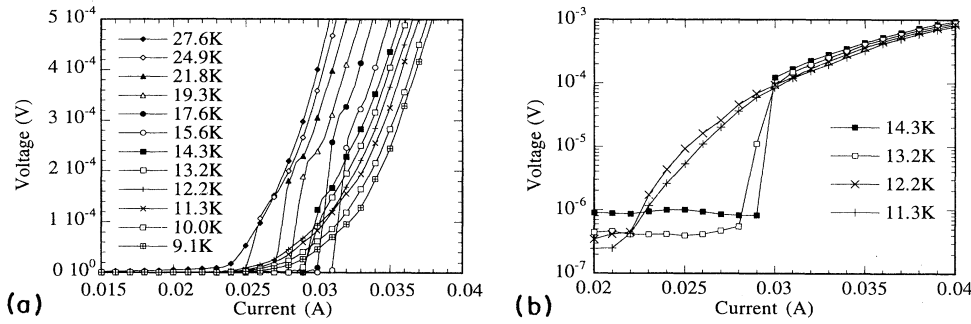 5 10⁻⁴
4 10⁻⁴
3 10⁻⁴
2 10⁻⁴
1 10⁻⁴
0 10⁰
Voltage (V)
27.6K
24.9K
21.8K
19.3K
17.6K
15.6K
14.3K
13.2K
12.2K
11.3K
10.0K
9.1K
0.015
0.02
0.025
0.03
0.035
0.04
Current (A)
(a)
10⁻³
10⁻⁴
10⁻⁵
10⁻⁶
10⁻⁷
Voltage (V)
14.3K
13.2K
12.2K
11.3K
0.02
0.025
0.03
0.035
0.04
Current (A)
(b)